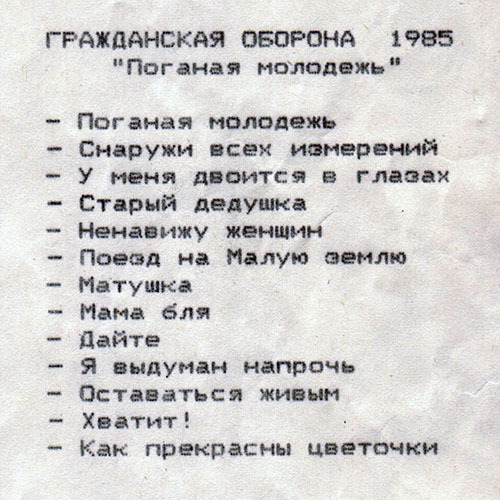 ГРАЖДАНСКАЯ ОБОРОНА 1985
"Поганая молодежь"
- Поганая молодежь
- Снаружи всех измерений
- У меня двоится в глазах
- Старый дедушка
- Ненавижу женщин
- Поезд на Малую землю
- Матушка
- Мама бля
- Дайте
- Я выдуман напрочь
- Оставаться живым
- Хватит!
- Как прекрасны цветочки